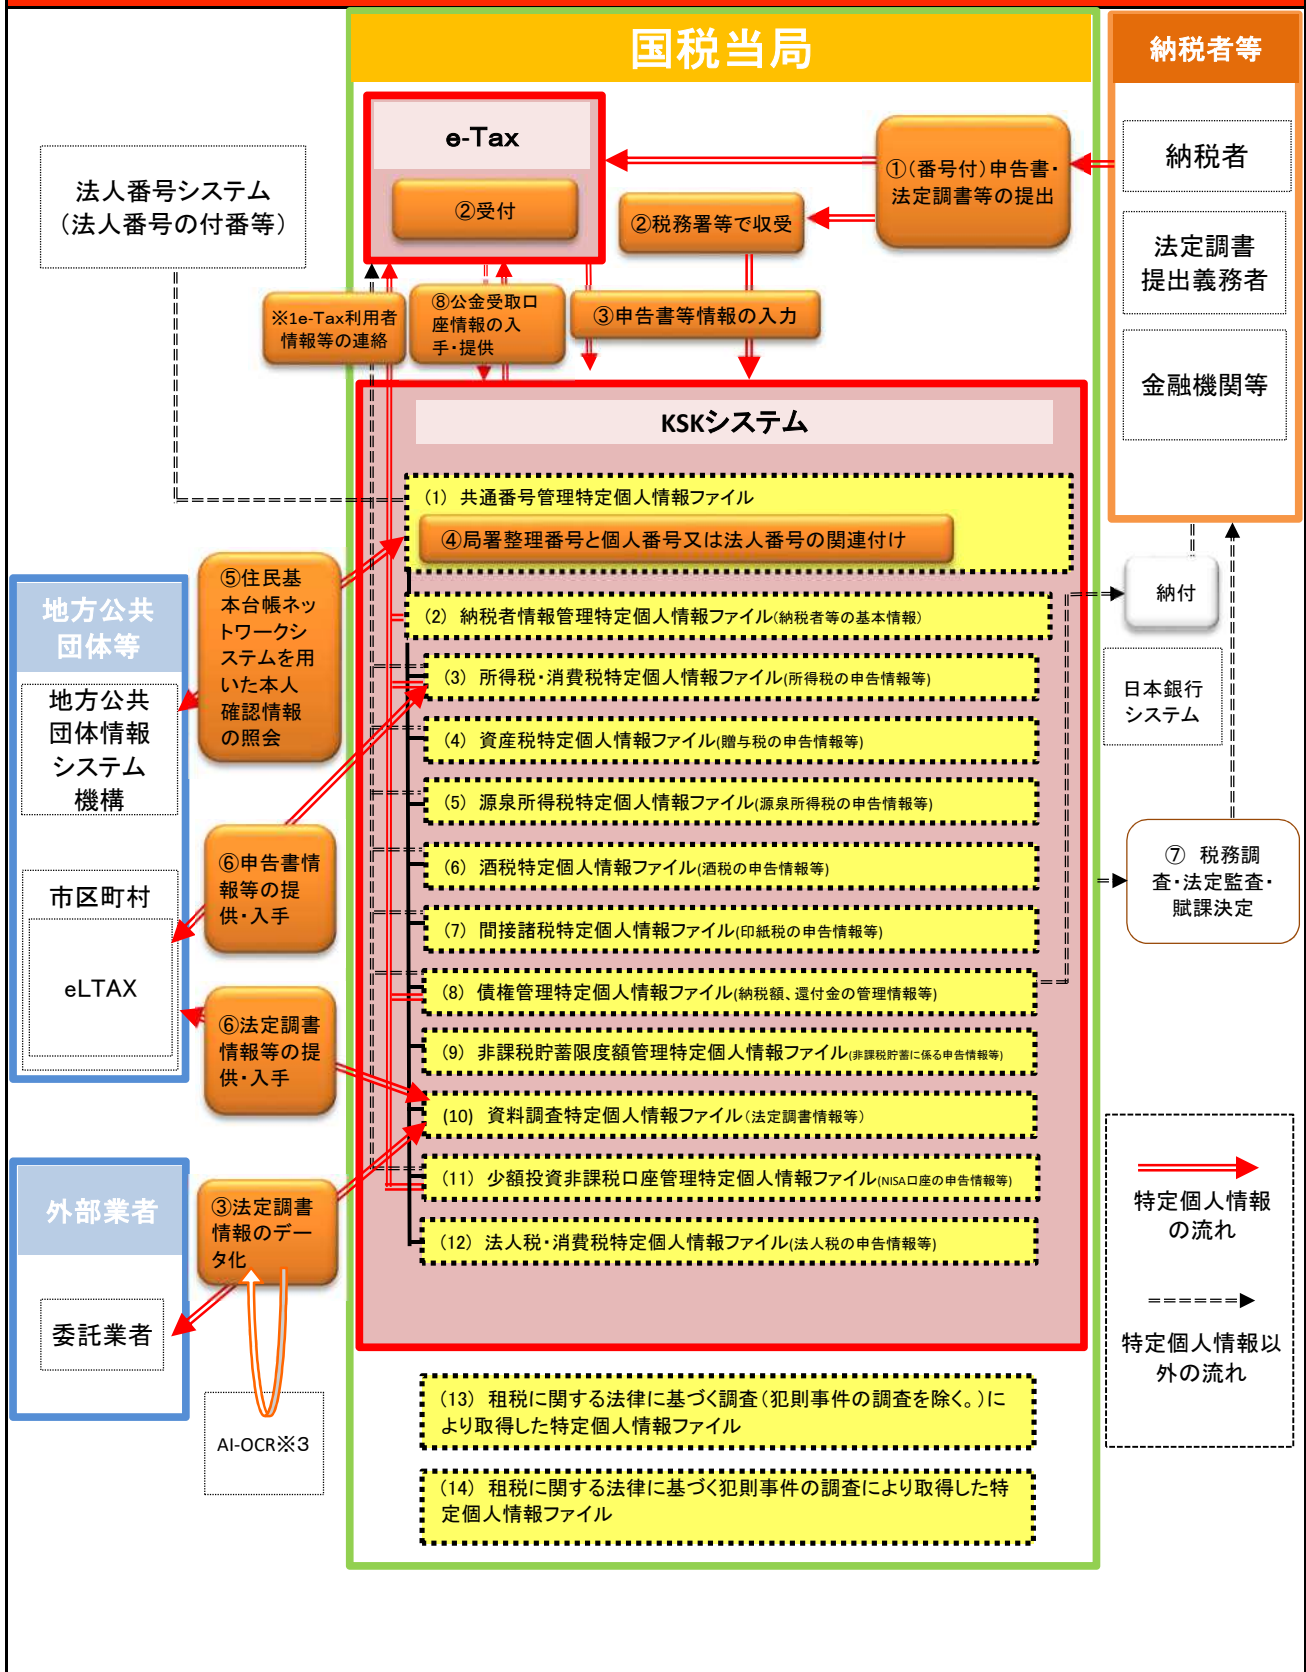 国税当局
納税者等
e-Tax
②受付
①(番号付)申告書・
法定調書等の提出
②税務署等で収受
納税者
法定調書
提出義務者
金融機関等
法人番号システム
(法人番号の付番等)
※1e-Tax利用者
情報等の連絡
⑧公金受取口
座情報の入
手・提供
③申告書等情報の入力
KSKシステム
(1) 共通番号管理特定個人情報ファイル
④局署整理番号と個人番号又は法人番号の関連付け
(2) 納税者情報管理特定個人情報ファイル(納税者等の基本情報)
(3) 所得税・消費税特定個人情報ファイル(所得税の申告情報等)
(4) 資産税特定個人情報ファイル(贈与税の申告情報等)
(5) 源泉所得税特定個人情報ファイル(源泉所得税の申告情報等)
(6) 酒税特定個人情報ファイル(酒税の申告情報等)
(7) 間接諸税特定個人情報ファイル(印紙税の申告情報等)
(8) 債権管理特定個人情報ファイル(納税額、還付金の管理情報等)
(9) 非課税貯蓄限度額管理特定個人情報ファイル(非課税貯蓄に係る申告情報等)
(10) 資料調査特定個人情報ファイル(法定調書情報等)
(11) 少額投資非課税口座管理特定個人情報ファイル(NISA口座の申告情報等)
(12) 法人税・消費税特定個人情報ファイル(法人税の申告情報等)
(13) 租税に関する法律に基づく調査(犯則事件の調査を除く。)に
より取得した特定個人情報ファイル
(14) 租税に関する法律に基づく犯則事件の調査により取得した特
定個人情報ファイル
地方公共
団体等
地方公共
団体情報
システム
機構
市区町村
eLTAX
⑤住民基
本台帳ネッ
トワークシ
ステムを用
いた本人
確認情報
の照会
⑥申告書情
報等の提
供・入手
⑥法定調書
情報等の提
供・入手
外部業者
委託業者
③法定調書
情報のデー
タ化
AI-OCR※3
納付
日本銀行
システム
⑦ 税務調
査・法定監査・
賦課決定
特定個人情報
の流れ
特定個人情報以
外の流れ